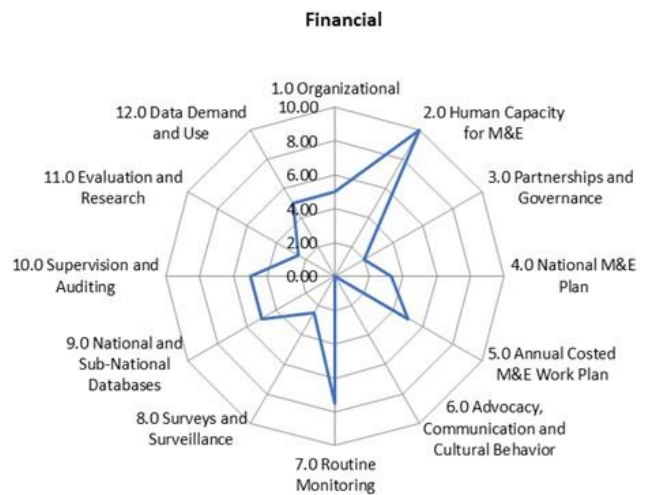 Financial
1.0 Organizational
10.00
8.00
6.00
4.00
2.00
0.00
2.0 Human Capacity
for M&E
3.0 Partnerships and
Governance
4.0 National M&E
Plan
5.0 Annual Costed
M&E Work Plan
6.0 Advocacy,
Communication and
Cultural Behavior
7.0 Routine
Monitoring
8.0 Surveys and
Surveillance
9.0 National and
Sub-National
Databases
10.0 Supervision and
Auditing
11.0 Evaluation and
Research
12.0 Data Demand
and Use